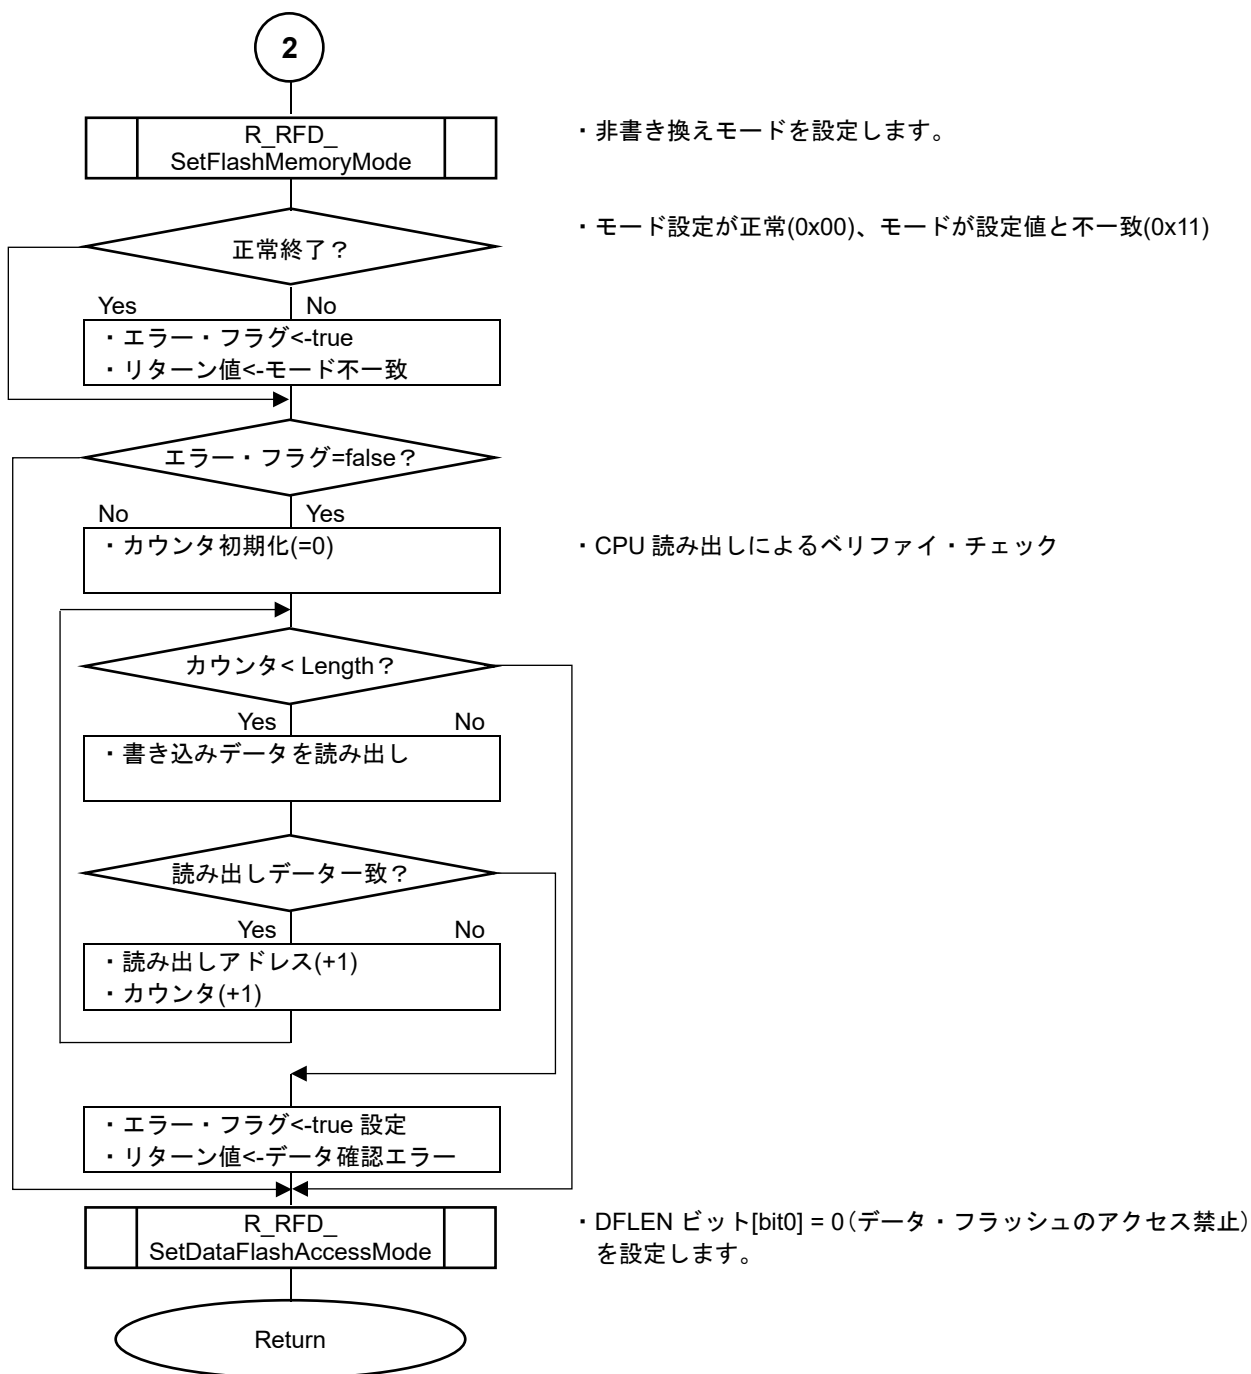 2
R_RFD_
SetFlashMemoryMode
・非書き換えモードを設定します。
正常終了？
・モード設定が正常(0x00)、モードが設定値と不一致(0x11)
Yes No
・エラー・フラグ<-true
・リターン値<-モード不一致
エラー・フラグ=false？
No Yes
・カウンタ初期化(=0)
・CPU 読み出しによるベリファイ・チェック
カウンタ< Length？
Yes No
・書き込みデータを読み出し
読み出しデータ一致？
Yes No
・読み出しアドレス(+1)
・カウンタ(+1)
・エラー・フラグ<-true 設定
・リターン値<-データ確認エラー
R_RFD_
SetDataFlashAccessMode
・DFLEN ビット[bit0] = 0（データ・フラッシュのアクセス禁止）
を設定します。
Return